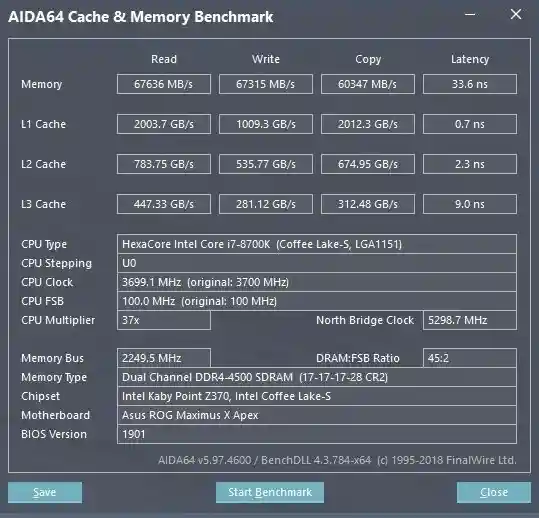 AIDA64 Cache & Memory Benchmark
Read Write Copy Latency
Memory 67636 MB/s 67315 MB/s 60347 MB/s 33.6 ns
L1 Cache 2003.7 GB/s 1009.3 GB/s 2012.3 GB/s 0.7 ns
L2 Cache 783.75 GB/s 535.77 GB/s 674.95 GB/s 2.3 ns
L3 Cache 447.33 GB/s 281.12 GB/s 312.48 GB/s 9.0 ns
CPU Type HexaCore Intel Core i7-8700K (Coffee Lake-S, LGA1151)
CPU Stepping U0
CPU Clock 3699.1 MHz (original: 3700 MHz)
CPU FSB 100.0 MHz (original: 100 MHz)
CPU Multiplier 37x North Bridge Clock 5298.7 MHz
Memory Bus 2249.5 MHz DRAM:FSB Ratio 45:2
Memory Type Dual Channel DDR4-4500 SDRAM (17-17-17-28 CR2)
Chipset Intel Kaby Point Z370, Intel Coffee Lake-S
Motherboard Asus ROG Maximus X Apex
BIOS Version 1901
AIDA64 v5.97.4600 / BenchDLL 4.3.784-x64 (c) 1995-2018 FinalWire Ltd.
Save Start Benchmark Close